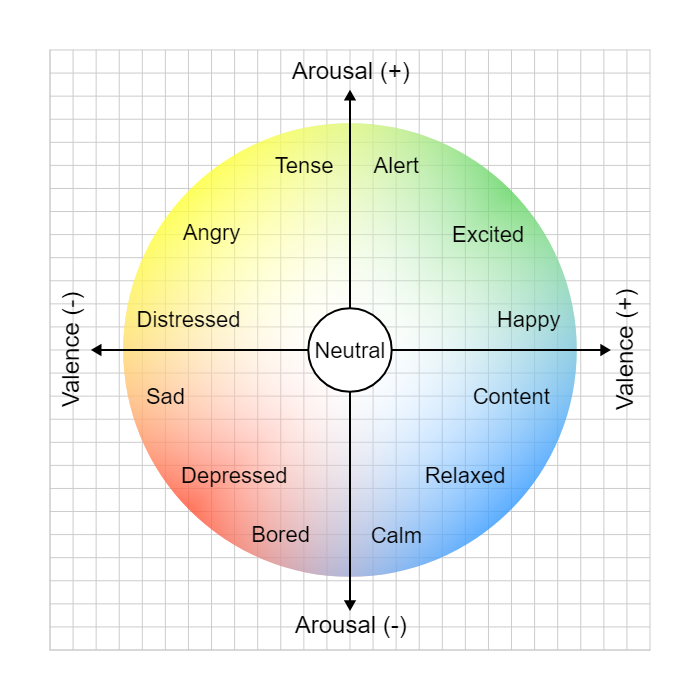 Arousal (+)
Tense
Alert
Angry
Excited
Distressed
Happy
Valence (-)
Neutral
Valence (+)
Sad
Content
Depressed
Relaxed
Bored
Calm
Arousal (-)